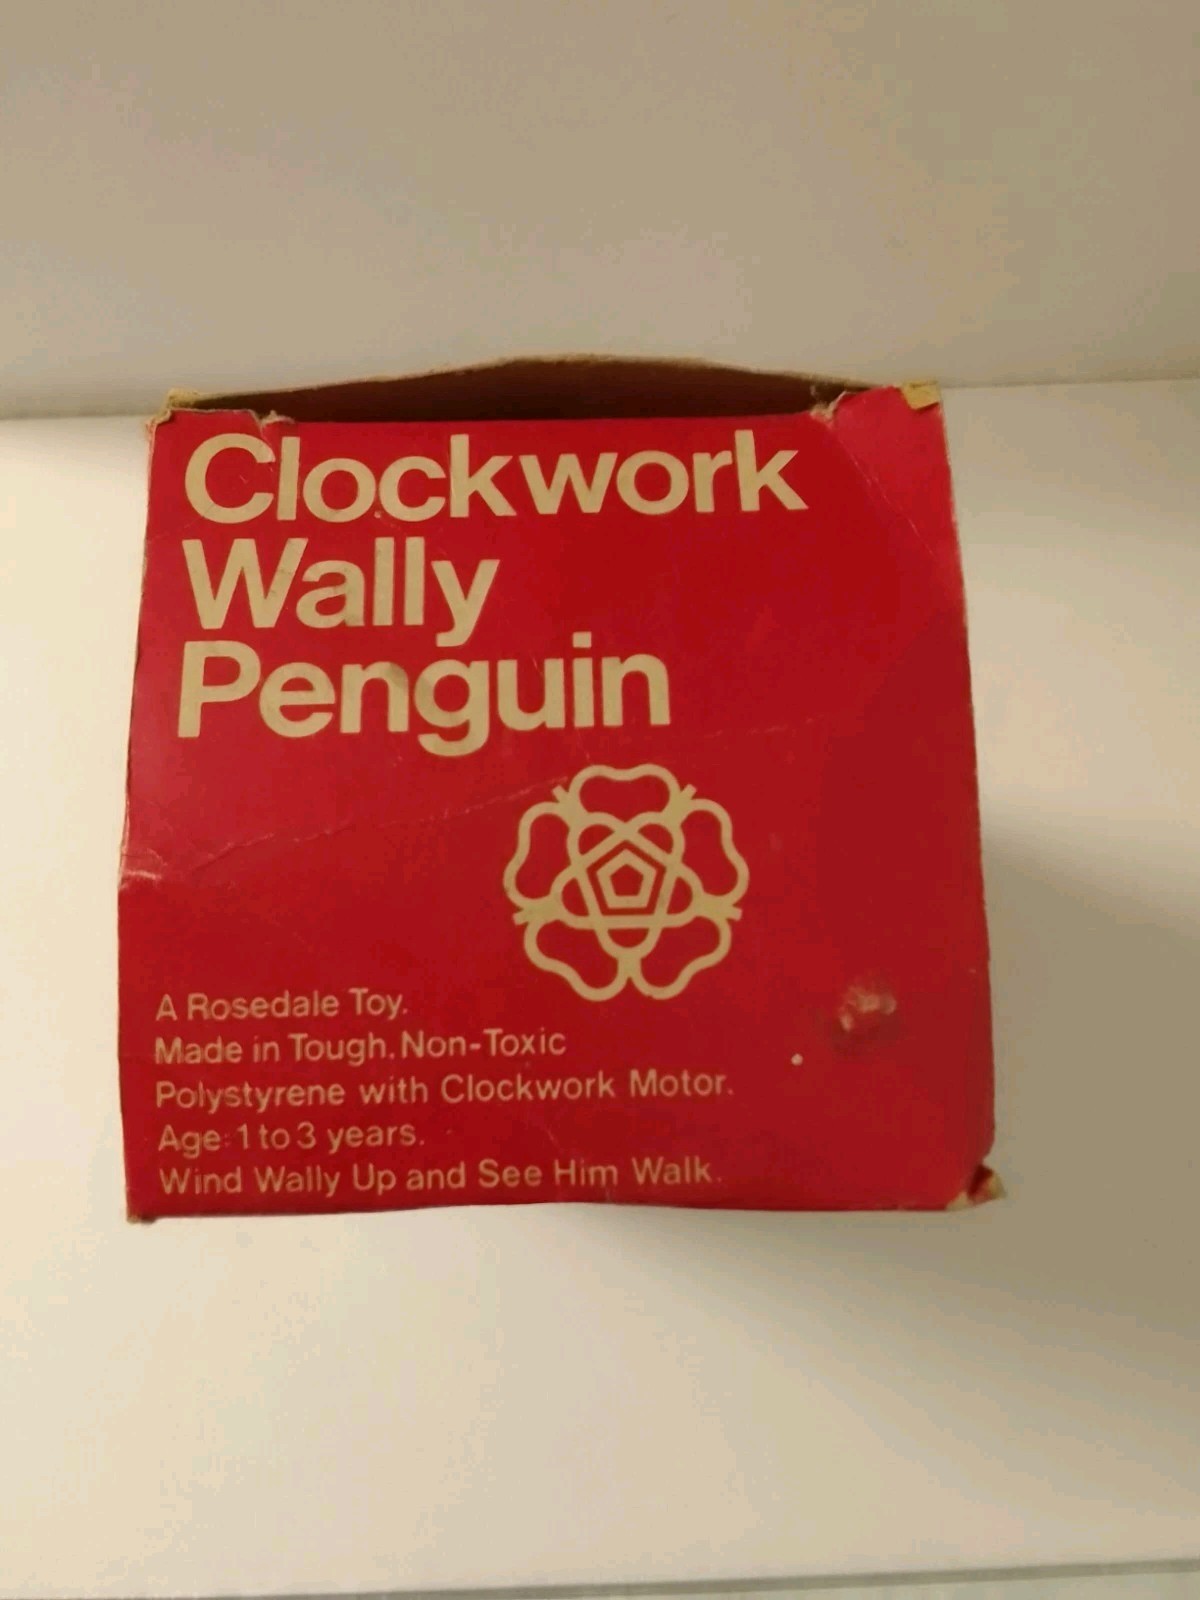 Clockwork
Wally
Penguin
A Rosedale Toy.
Made in Tough. Non-Toxic
Polystyrene with Clockwork Motor.
Age: 1 to 3 years.
Wind Wally Up and See Him Walk.